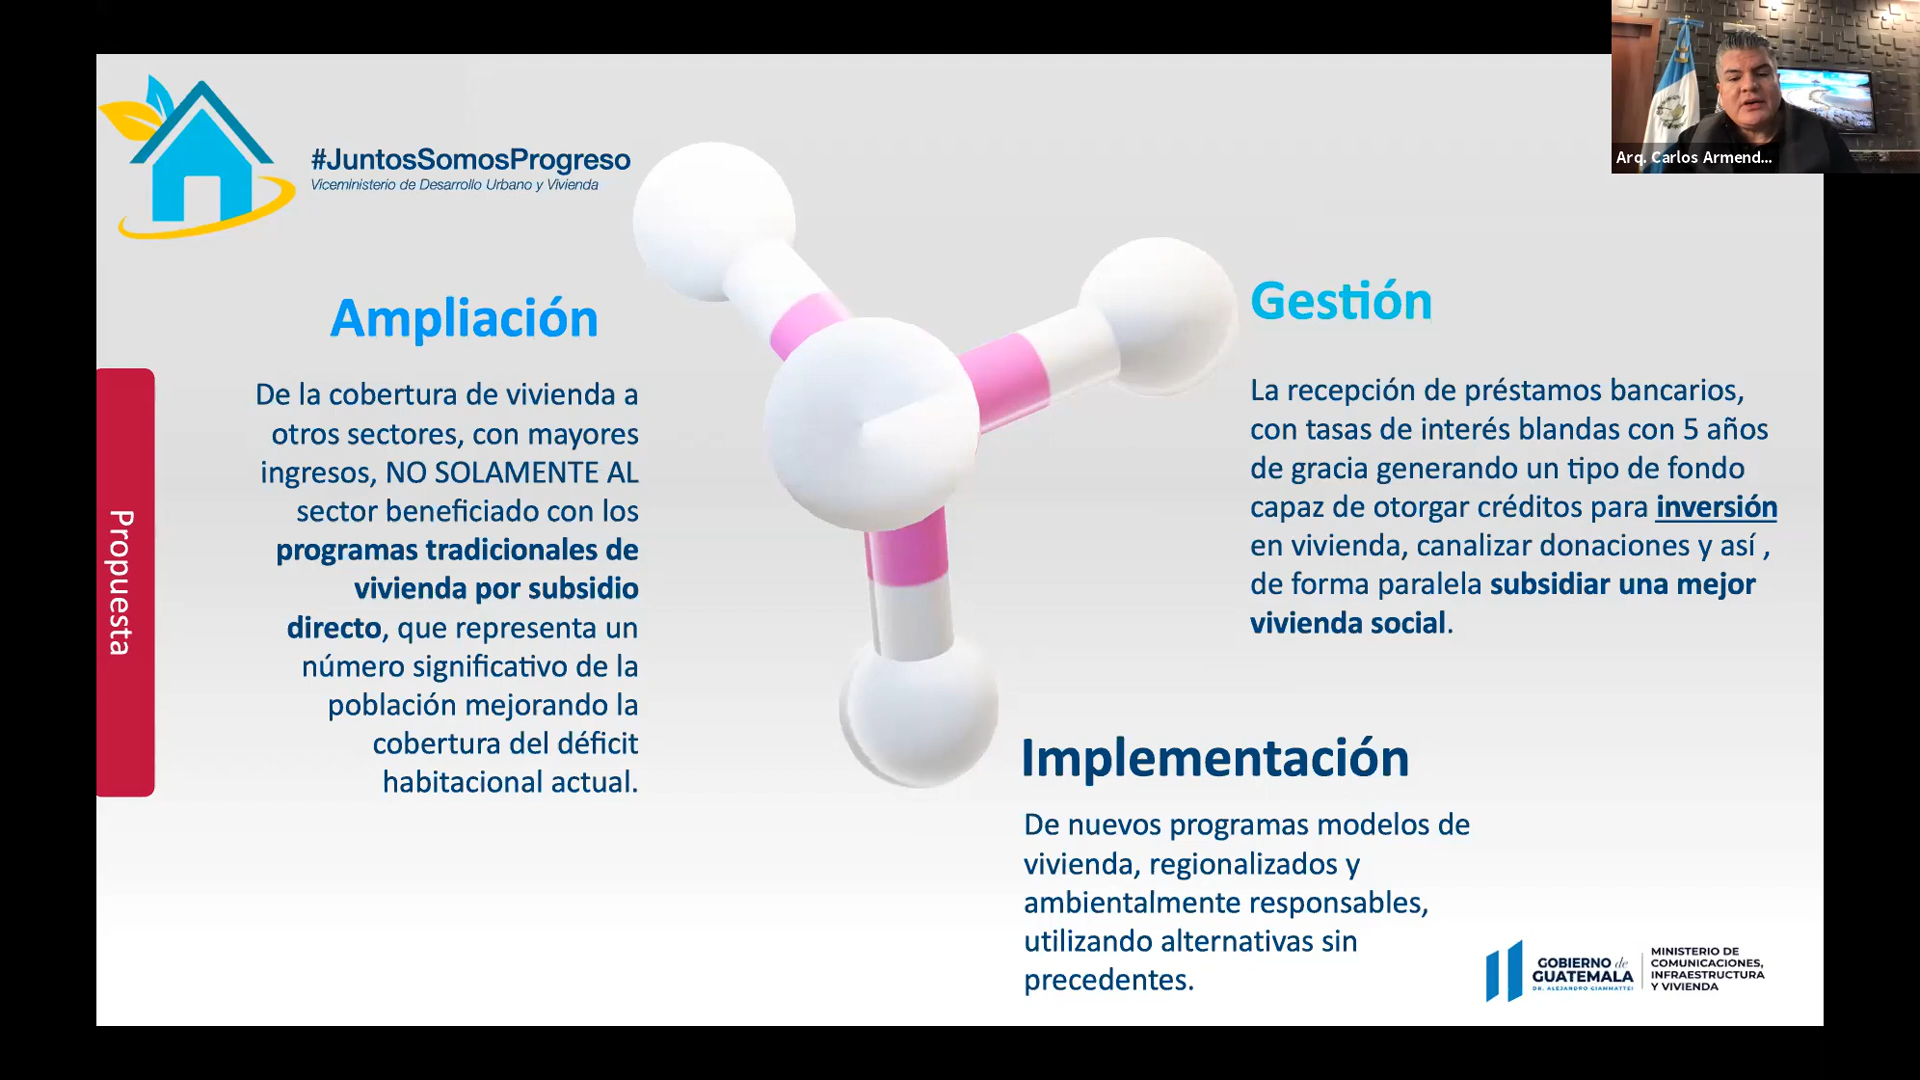 #JuntosSomosProgreso
Viceministerio de Desarrollo Urbano y Vivienda
Arq. Carlos Armend...
Propuesta
Ampliación
De la cobertura de vivienda a
otros sectores, con mayores
ingresos, NO SOLAMENTE AL
sector beneficiado con los
programas tradicionales de
vivienda por subsidio
directo, que representa un
número significativo de la
población mejorando la
cobertura del déficit
habitacional actual.
Gestión
La recepción de préstamos bancarios,
con tasas de interés blandas con 5 años
de gracia generando un tipo de fondo
capaz de otorgar créditos para inversión
en vivienda, canalizar donaciones y así ,
de forma paralela subsidiar una mejor
vivienda social.
Implementación
De nuevos programas modelos de
vivienda, regionalizados y
ambientalmente responsables,
utilizando alternativas sin
precedentes.
GOBIERNO de
GUATEMALA
DR. ALEJANDRO GIAMMATTEI
MINISTERIO DE
COMUNICACIONES,
INFRAESTRUCTURA
Y VIVIENDA